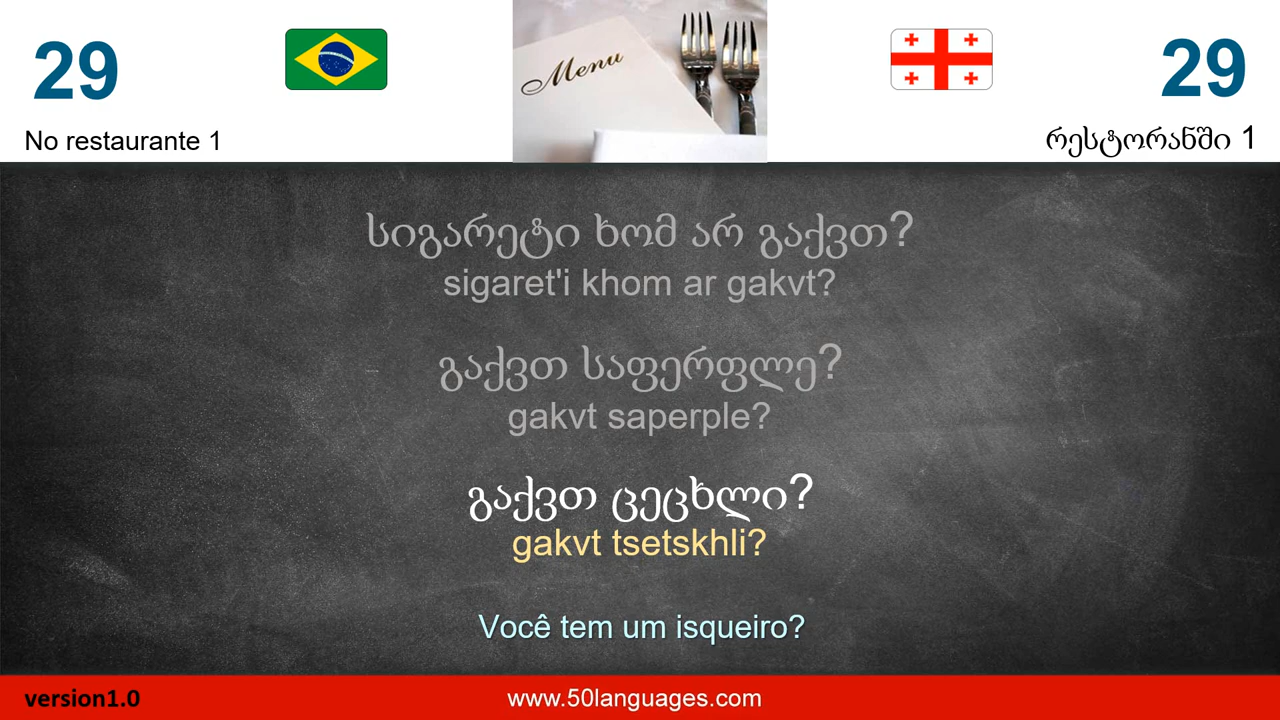 29
29
Menu
No restaurante 1
რესტორანში 1
სიგარეტი ხომ არ გაქვთ?
sigaret'i khom ar gakvt?
გაქვთ საფერფლე?
gakvt saperple?
გაქვთ ცეცხლი?
gakvt tsetskhli?
Você tem um isqueiro?
version1.0
www.50languages.com